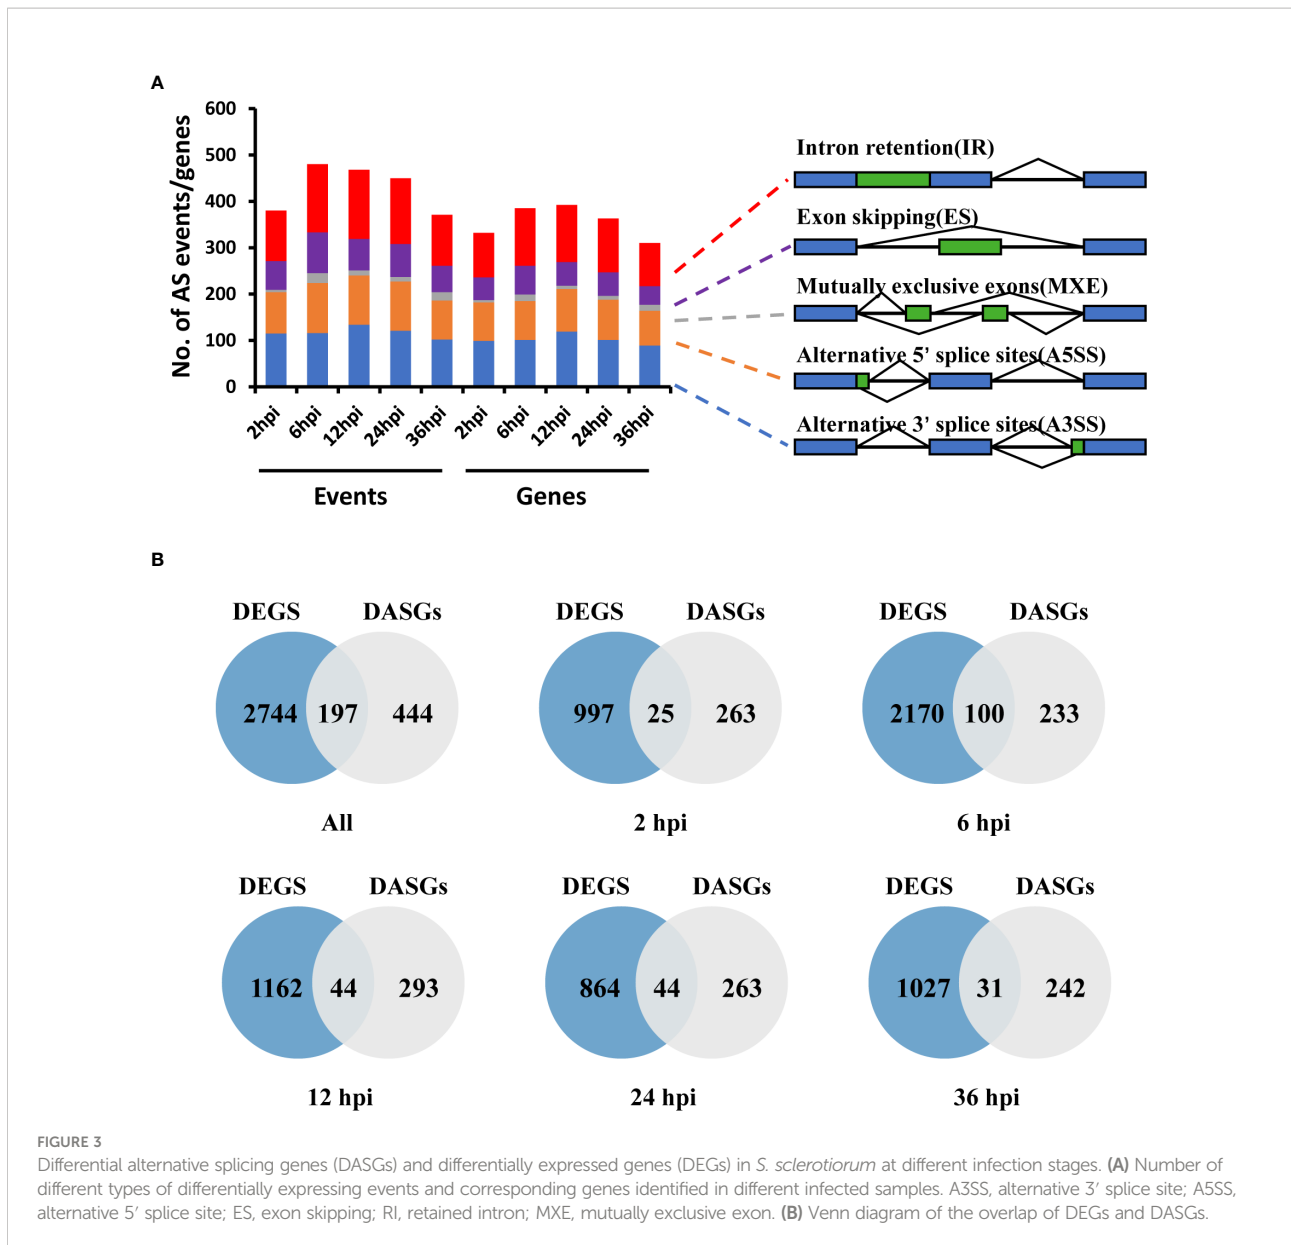 A
No. of AS events/genes
600
500
400
300
200
100
0
2hpi
6hpi
12hpi
24hpi
36hpi
2hpi
6hpi
12hpi
24hpi
36hpi
Events
Genes
Intron retention(IR)
Exon skipping(ES)
Mutually exclusive exons(MXE)
Alternative 5’ splice sites(A5SS)
Alternative 3’ splice sites(A3SS)
B
DEGS DASGs
2744 197 444
All
DEGS DASGs
997 25 263
2 hpi
DEGS DASGs
2170 100 233
6 hpi
DEGS DASGs
1162 44 293
12 hpi
DEGS DASGs
864 44 263
24 hpi
DEGS DASGs
1027 31 242
36 hpi
FIGURE 3
Differential alternative splicing genes (DASGs) and differentially expressed genes (DEGs) in S. sclerotiorum at different infection stages. (A) Number of
different types of differentially expressing events and corresponding genes identified in different infected samples. A3SS, alternative 3′ splice site; A5SS,
alternative 5′ splice site; ES, exon skipping; RI, retained intron; MXE, mutually exclusive exon. (B) Venn diagram of the overlap of DEGs and DASGs.